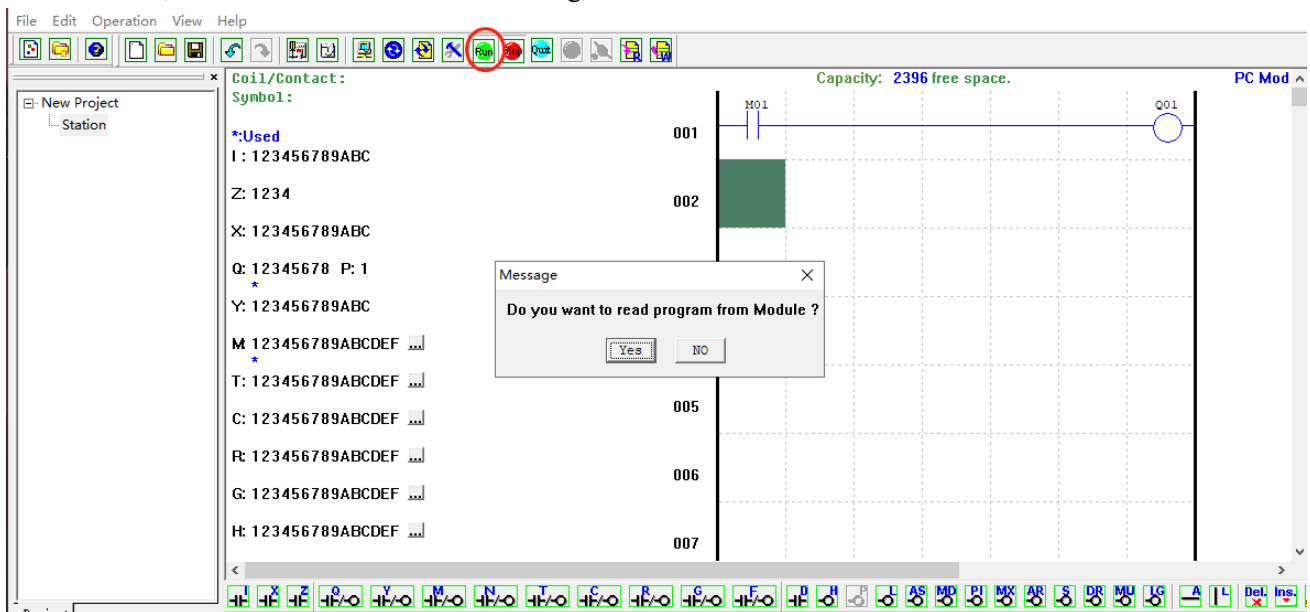 File Edit Operation View Help
Run Stop Quit R W
Coil/Contact: Capacity: 2396 free space. PC Mod
Symbol:
New Project
Station
*:Used
I : 123456789ABC
Z: 1234
X: 123456789ABC
Q: 12345678 P: 1
*
Y: 123456789ABC
M: 123456789ABCDEF ...
*
T: 123456789ABCDEF ...
C: 123456789ABCDEF ...
R: 123456789ABCDEF ...
G: 123456789ABCDEF ...
H: 123456789ABCDEF ...
M01 Q01
001
002
005
006
007
Message
Do you want to read program from Module ?
Yes NO
I X Z Q Y M N T C R G F D H P L AS MD PI MX AR S DR MU LG A L Del. Ins.